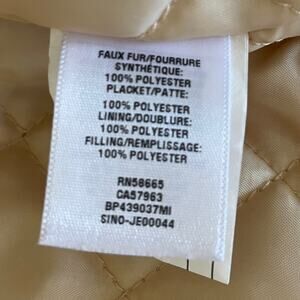 FAUX FUR/FOURRURE
SYNTHÉTIQUE:
100% POLYESTER
PLACKET/PATTE:
100% POLYESTER
LINING/DOUBLURE:
100% POLYESTER
FILLING/REMPLISSAGE:
100% POLYESTER
RN58665
CA57963
BP439037MI
SINO-JE00044